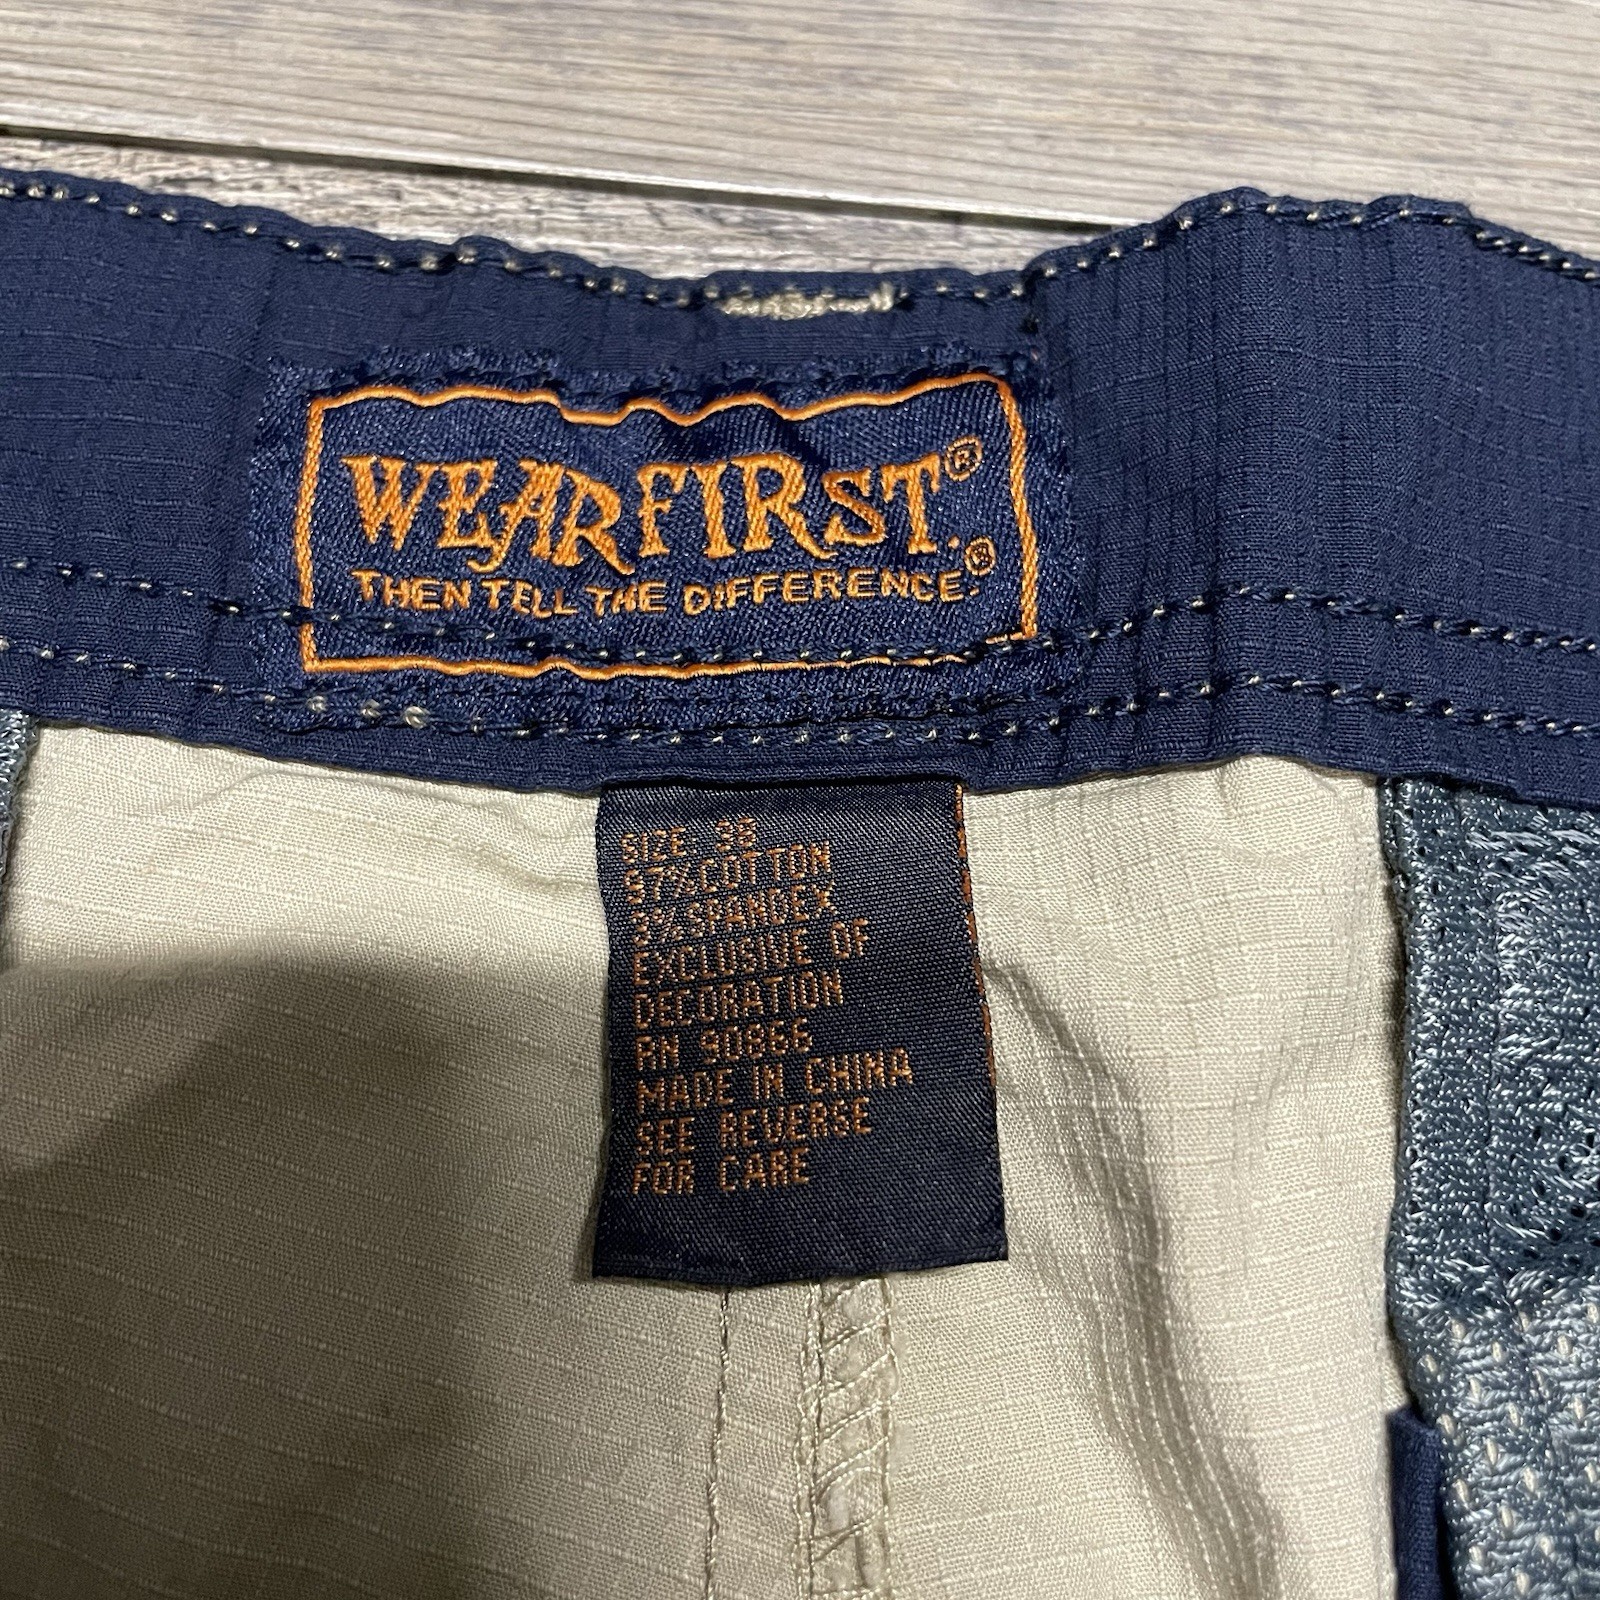 WEARFIRST.®
THEN TELL THE DIFFERENCE.®
SIZE 38
97%COTTON
3%SPANDEX
EXCLUSIVE OF
DECORATION
RN 90866
MADE IN CHINA
SEE REVERSE
FOR CARE